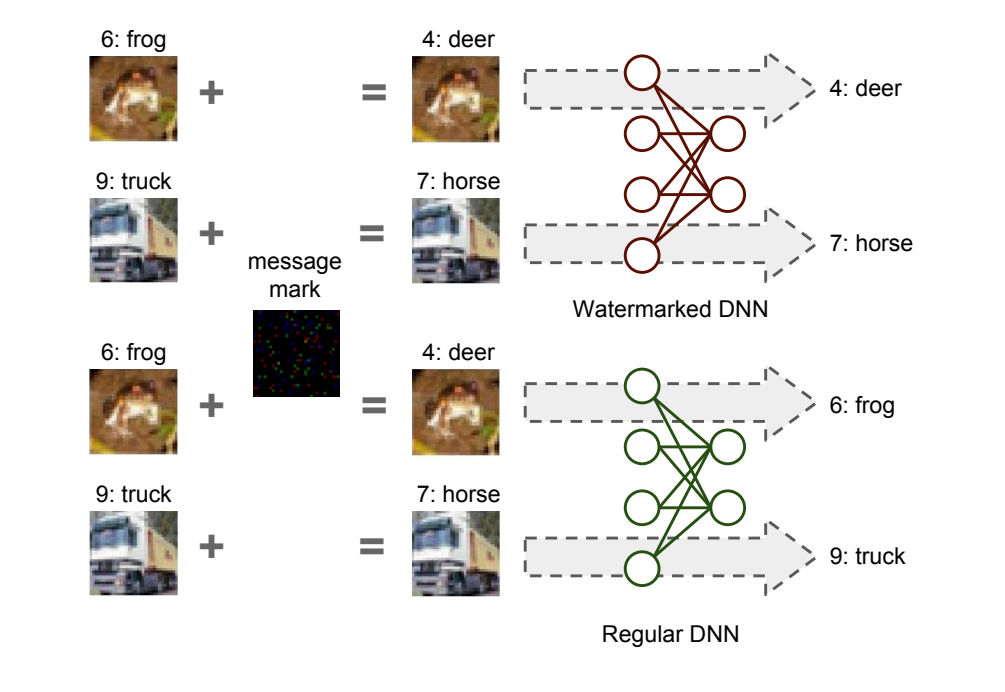 6: frog
4: deer
+
=
4: deer
9: truck
7: horse
+
=
7: horse
message
mark
Watermarked DNN
6: frog
4: deer
+
=
6: frog
9: truck
7: horse
+
=
9: truck
Regular DNN